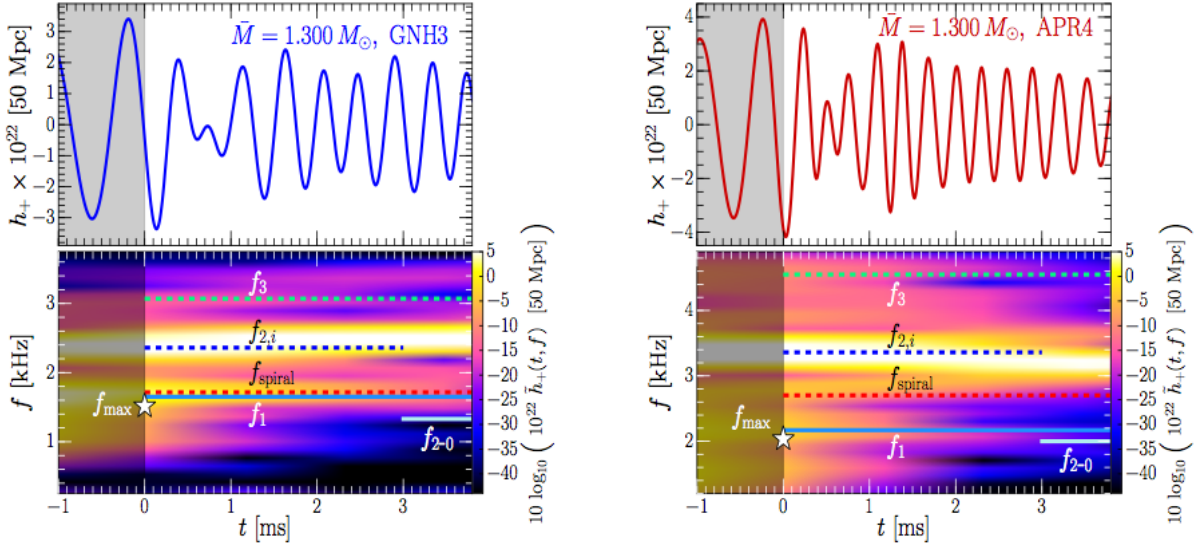 M̄ = 1.300 M⊙, GNH3
h₊ × 10²² [50 Mpc]
3
2
1
0
−1
−2
−3
f₃
f₂,ᵢ
f_spiral
f_max
f₁
f₂₋₀
f [kHz]
3
2
1
−1 0 1 2 3
t [ms]
5
0
−5
−10
−15
−20
−25
−30
−35
−40
10 log₁₀( 10²² h̃₊(t, f) [50 Mpc] )
M̄ = 1.300 M⊙, APR4
h₊ × 10²² [50 Mpc]
4
2
0
−2
−4
f₃
f₂,ᵢ
f_spiral
f_max
f₁
f₂₋₀
f [kHz]
4
3
2
−1 0 1 2 3
t [ms]
5
0
−5
−10
−15
−20
−25
−30
−35
−40
10 log₁₀( 10²² h̃₊(t, f) [50 Mpc] )